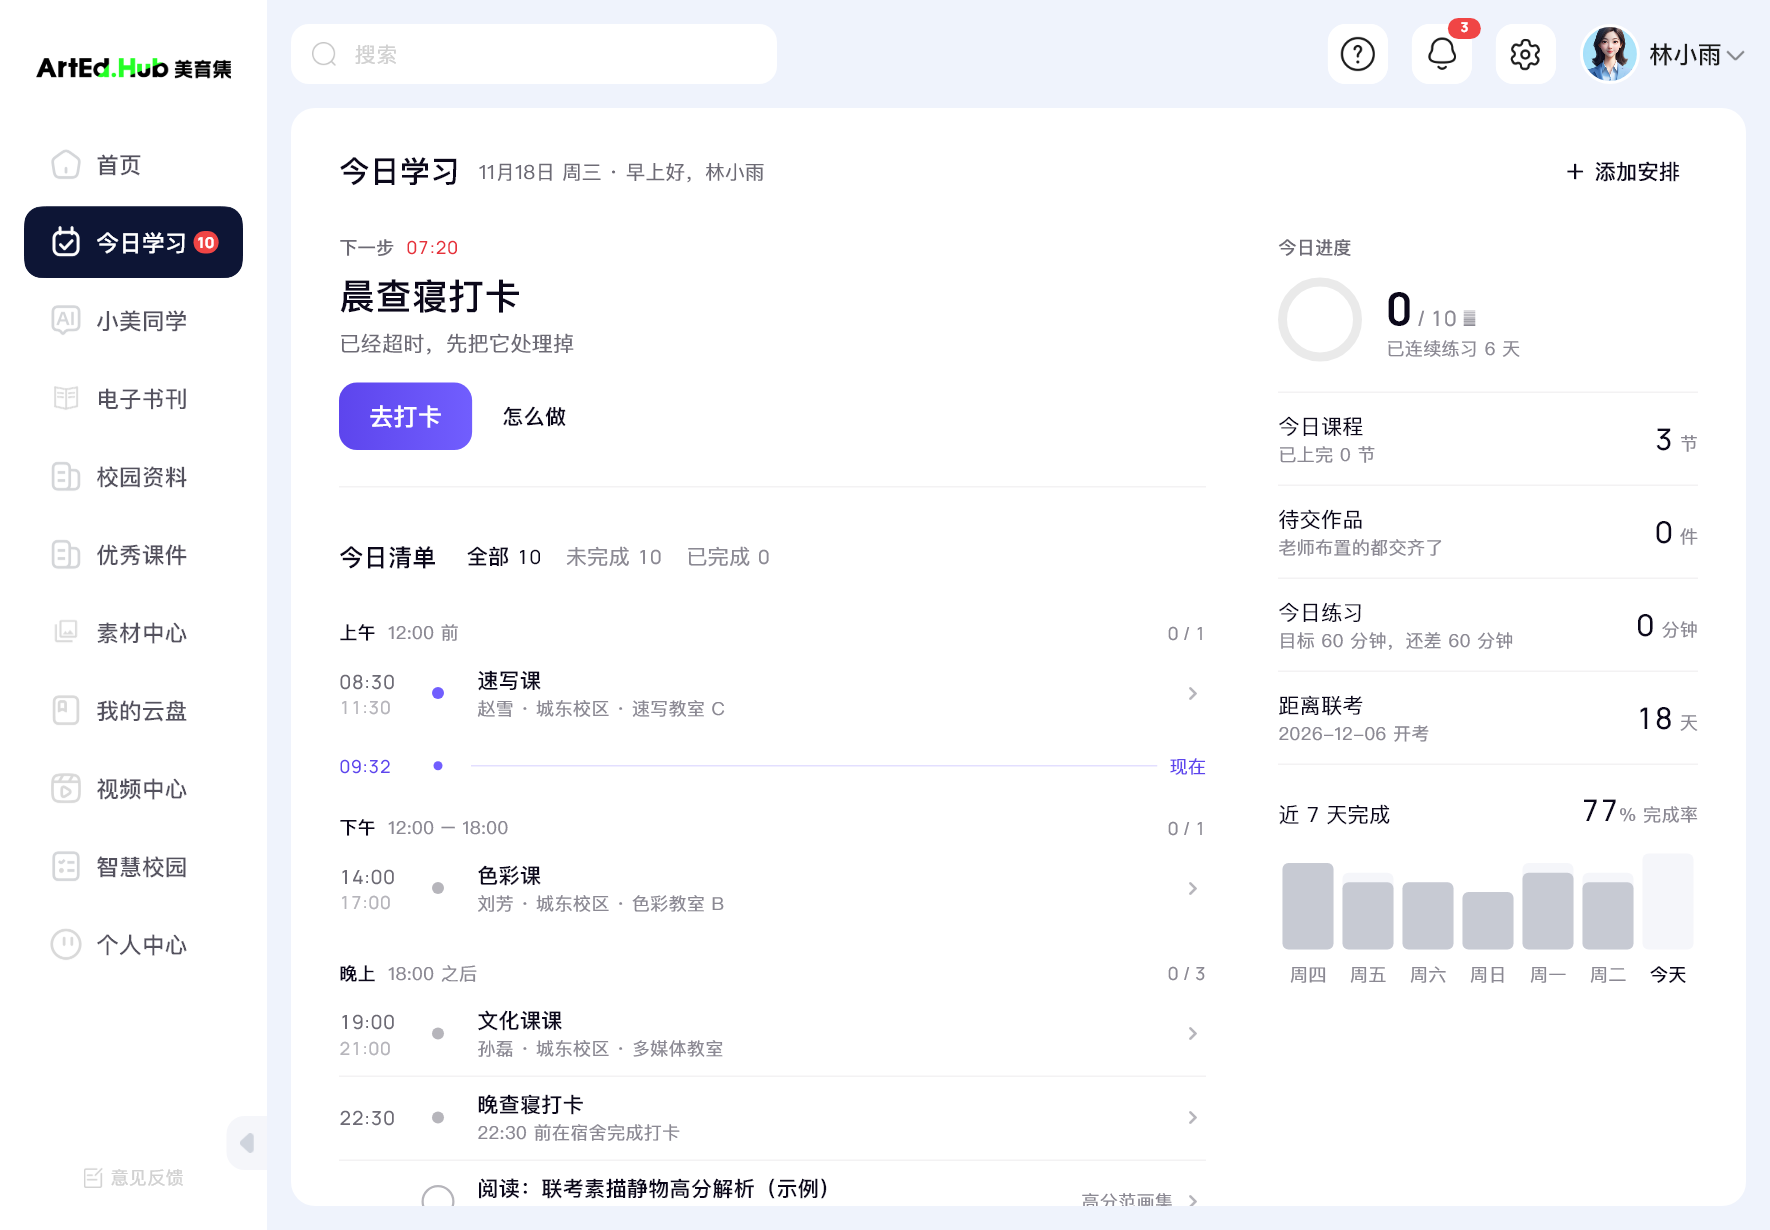 ArtEd.Hub 美育集
搜索
3
林小雨
首页
今日学习 10
小美同学
电子书刊
校园资料
优秀课件
素材中心
我的云盘
视频中心
智慧校园
个人中心
意见反馈
今日学习 11月18日 周三 · 早上好，林小雨
+ 添加安排
下一步 07:20
晨查寝打卡
已经超时，先把它处理掉
去打卡 怎么做
今日清单 全部 10 未完成 10 已完成 0
上午 12:00 前 0 / 1
08:30 速写课
11:30 赵雪 · 城东校区 · 速写教室 C
09:32 现在
下午 12:00 — 18:00 0 / 1
14:00 色彩课
17:00 刘芳 · 城东校区 · 色彩教室 B
晚上 18:00 之后 0 / 3
19:00 文化课课
21:00 孙磊 · 城东校区 · 多媒体教室
22:30 晚查寝打卡
22:30 前在宿舍完成打卡
阅读：联考素描静物高分解析（示例）
高分范画集
今日进度
0 / 10
已连续练习 6 天
今日课程
已上完 0 节
3 节
待交作品
老师布置的都交齐了
0 件
今日练习
目标 60 分钟，还差 60 分钟
0 分钟
距离联考
2026-12-06 开考
18 天
近 7 天完成 77% 完成率
周四 周五 周六 周日 周一 周二 今天